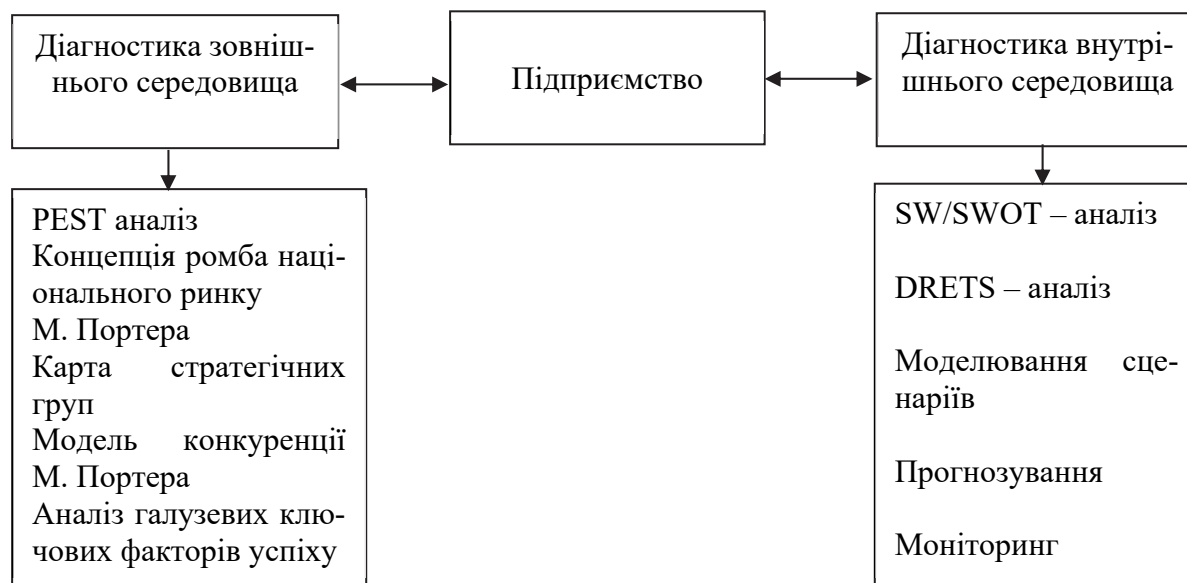 Діагностика зовніш-
нього середовища
Підприємство
Діагностика внутрі-
шнього середовища
PEST аналіз
Концепція ромба наці-
онального ринку
М. Портера
Карта стратегічних
груп
Модель конкуренції
М. Портера
Аналіз галузевих клю-
чових факторів успіху
SW/SWOT – аналіз
DRETS – аналіз
Моделювання сце-
наріїв
Прогнозування
Моніторинг